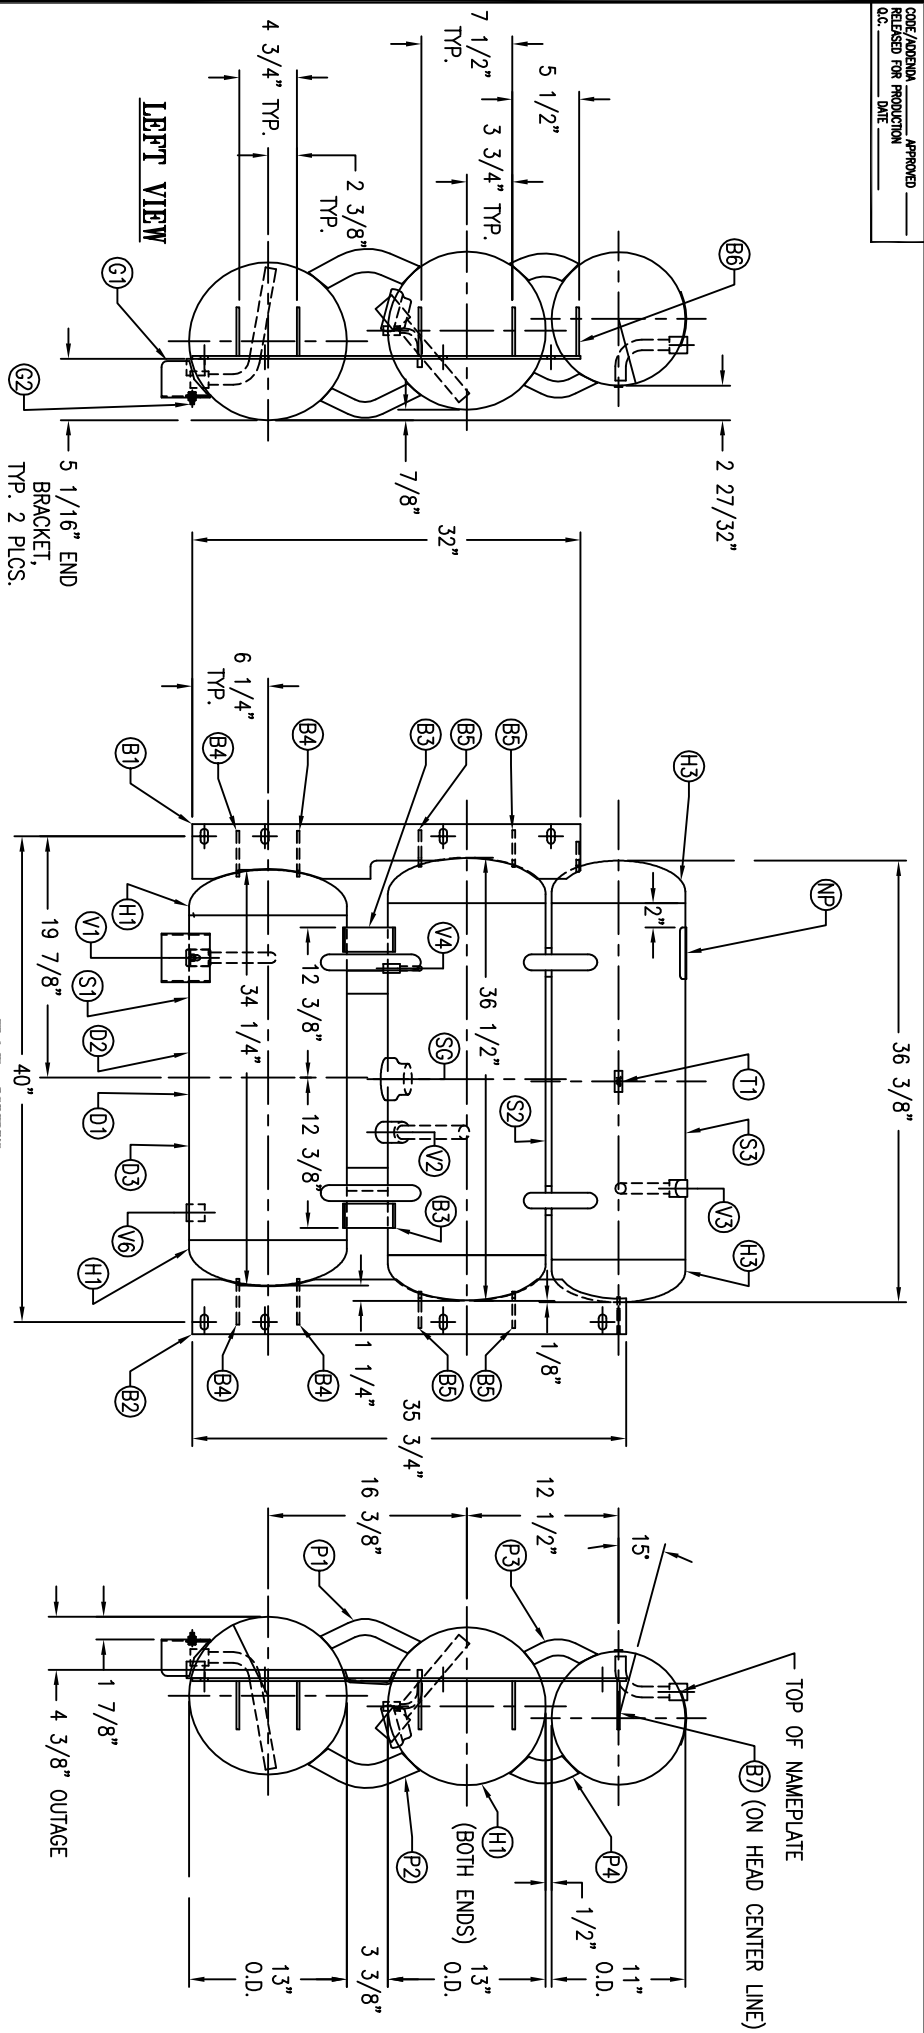 CODE/ADDENDA ______ APPROVED ______
RELEASED FOR PRODUCTION
Q.C. ______ DATE ______
7 1/2"
TYP.
5 1/2"
4 3/4" TYP.
3 3/4" TYP.
2 3/8"
TYP.
LEFT VIEW
B6
G1
G2
2 27/32"
7/8"
5 1/16" END
BRACKET,
TYP. 2 PLCS.
32"
6 1/4"
TYP.
B4
B4
B3
B5
B5
H3
B1
NP
2"
36 3/8"
H1
V1
S1
D2
D1
D3
V6
H1
19 7/8"
40"
12 3/8"
12 3/8"
34 1/4"
36 1/2"
V4
SG
V2
S2
B3
T1
S3
V3
H3
B2
B4
B4
B5
B5
1 1/4"
1/8"
35 3/4"
16 3/8"
12 1/2"
15°
P1
P3
TOP OF NAMEPLATE
B7 (ON HEAD CENTER LINE)
P2
H1
(BOTH ENDS)
P4
1/2"
1 7/8"
4 3/8" OUTAGE
13"
O.D.
3 3/8"
13"
O.D.
11"
O.D.